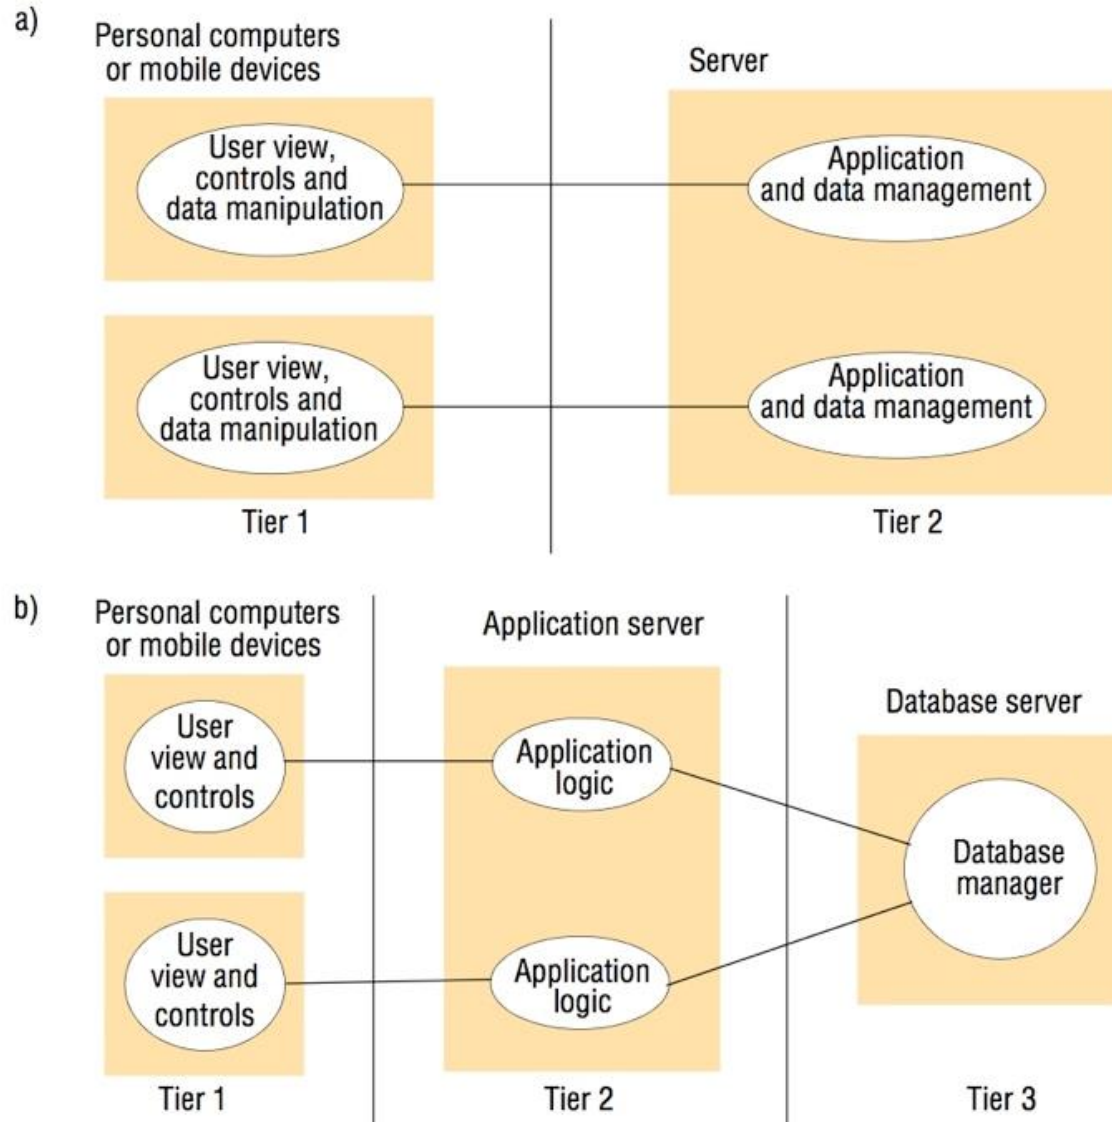 a)
Personal computers
or mobile devices
Server
User view,
controls and
data manipulation
Application
and data management
User view,
controls and
data manipulation
Application
and data management
Tier 1
Tier 2
b)
Personal computers
or mobile devices
Application server
Database server
User
view and
controls
Application
logic
Database
manager
User
view and
controls
Application
logic
Tier 1
Tier 2
Tier 3